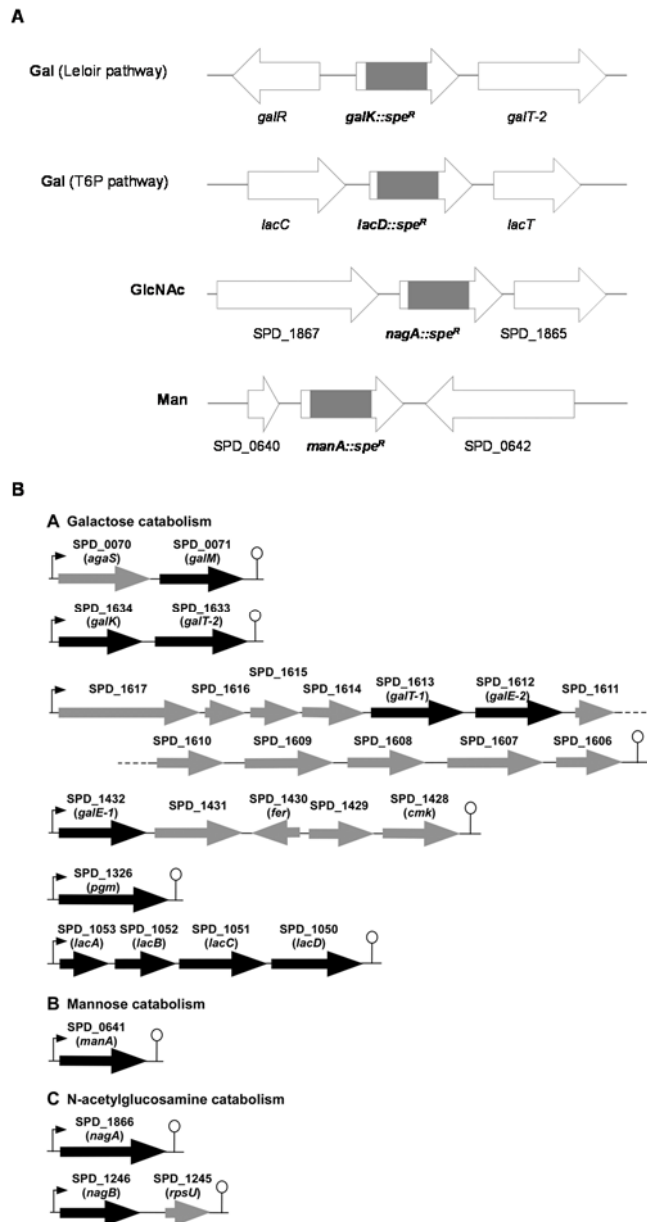 A
Gal (Leloir pathway)
galR galK::speᴿ galT-2
Gal (T6P pathway)
lacC lacD::speᴿ lacT
GlcNAc
SPD_1867 nagA::speᴿ SPD_1865
Man
SPD_0640 manA::speᴿ SPD_0642
B
A Galactose catabolism
SPD_0070 SPD_0071
(agaS) (galM)
SPD_1634 SPD_1633
(galK) (galT-2)
SPD_1615
SPD_1617 SPD_1616 SPD_1614 SPD_1613 SPD_1612 SPD_1611
(galT-1) (galE-2)
SPD_1610 SPD_1609 SPD_1608 SPD_1607 SPD_1606
SPD_1432 SPD_1431 SPD_1430 SPD_1429 SPD_1428
(galE-1) (fer) (cmk)
SPD_1326
(pgm)
SPD_1053 SPD_1052 SPD_1051 SPD_1050
(lacA) (lacB) (lacC) (lacD)
B Mannose catabolism
SPD_0641
(manA)
C N-acetylglucosamine catabolism
SPD_1866
(nagA)
SPD_1246 SPD_1245
(nagB) (rpsU)